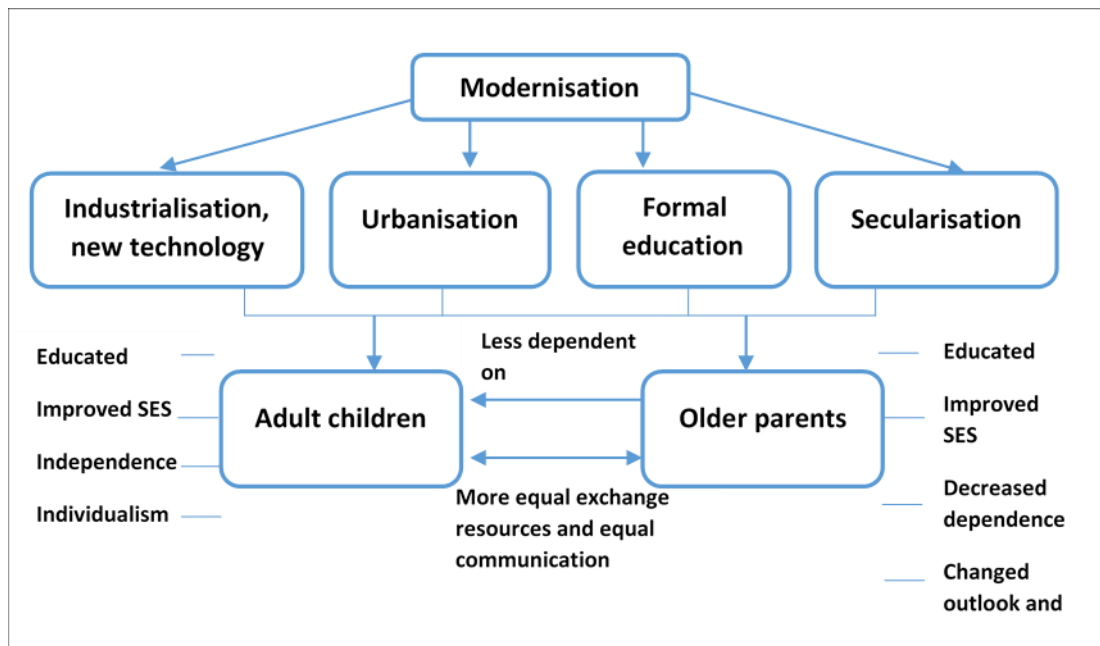 Modernisation
Industrialisation,
new technology
Urbanisation
Formal
education
Secularisation
Less dependent
on
Educated
Improved SES
Independence
Individualism
Adult children
Older parents
More equal exchange
resources and equal
communication
Educated
Improved
SES
Decreased
dependence
Changed
outlook and